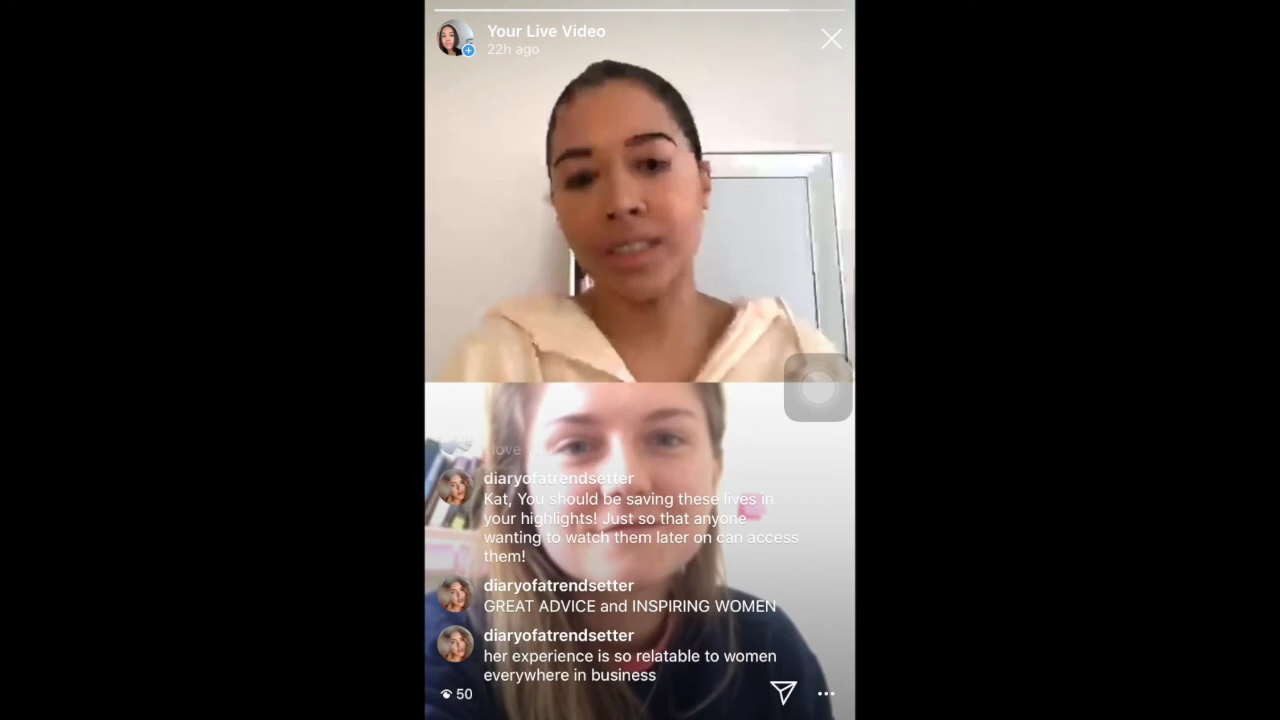 Your Live Video
22h ago
love
diaryofatrendsetter
Kat, You should be saving these lives in
your highlights! Just so that anyone
wanting to watch them later on can access
them!
diaryofatrendsetter
GREAT ADVICE and INSPIRING WOMEN
diaryofatrendsetter
her experience is so relatable to women
everywhere in business
50